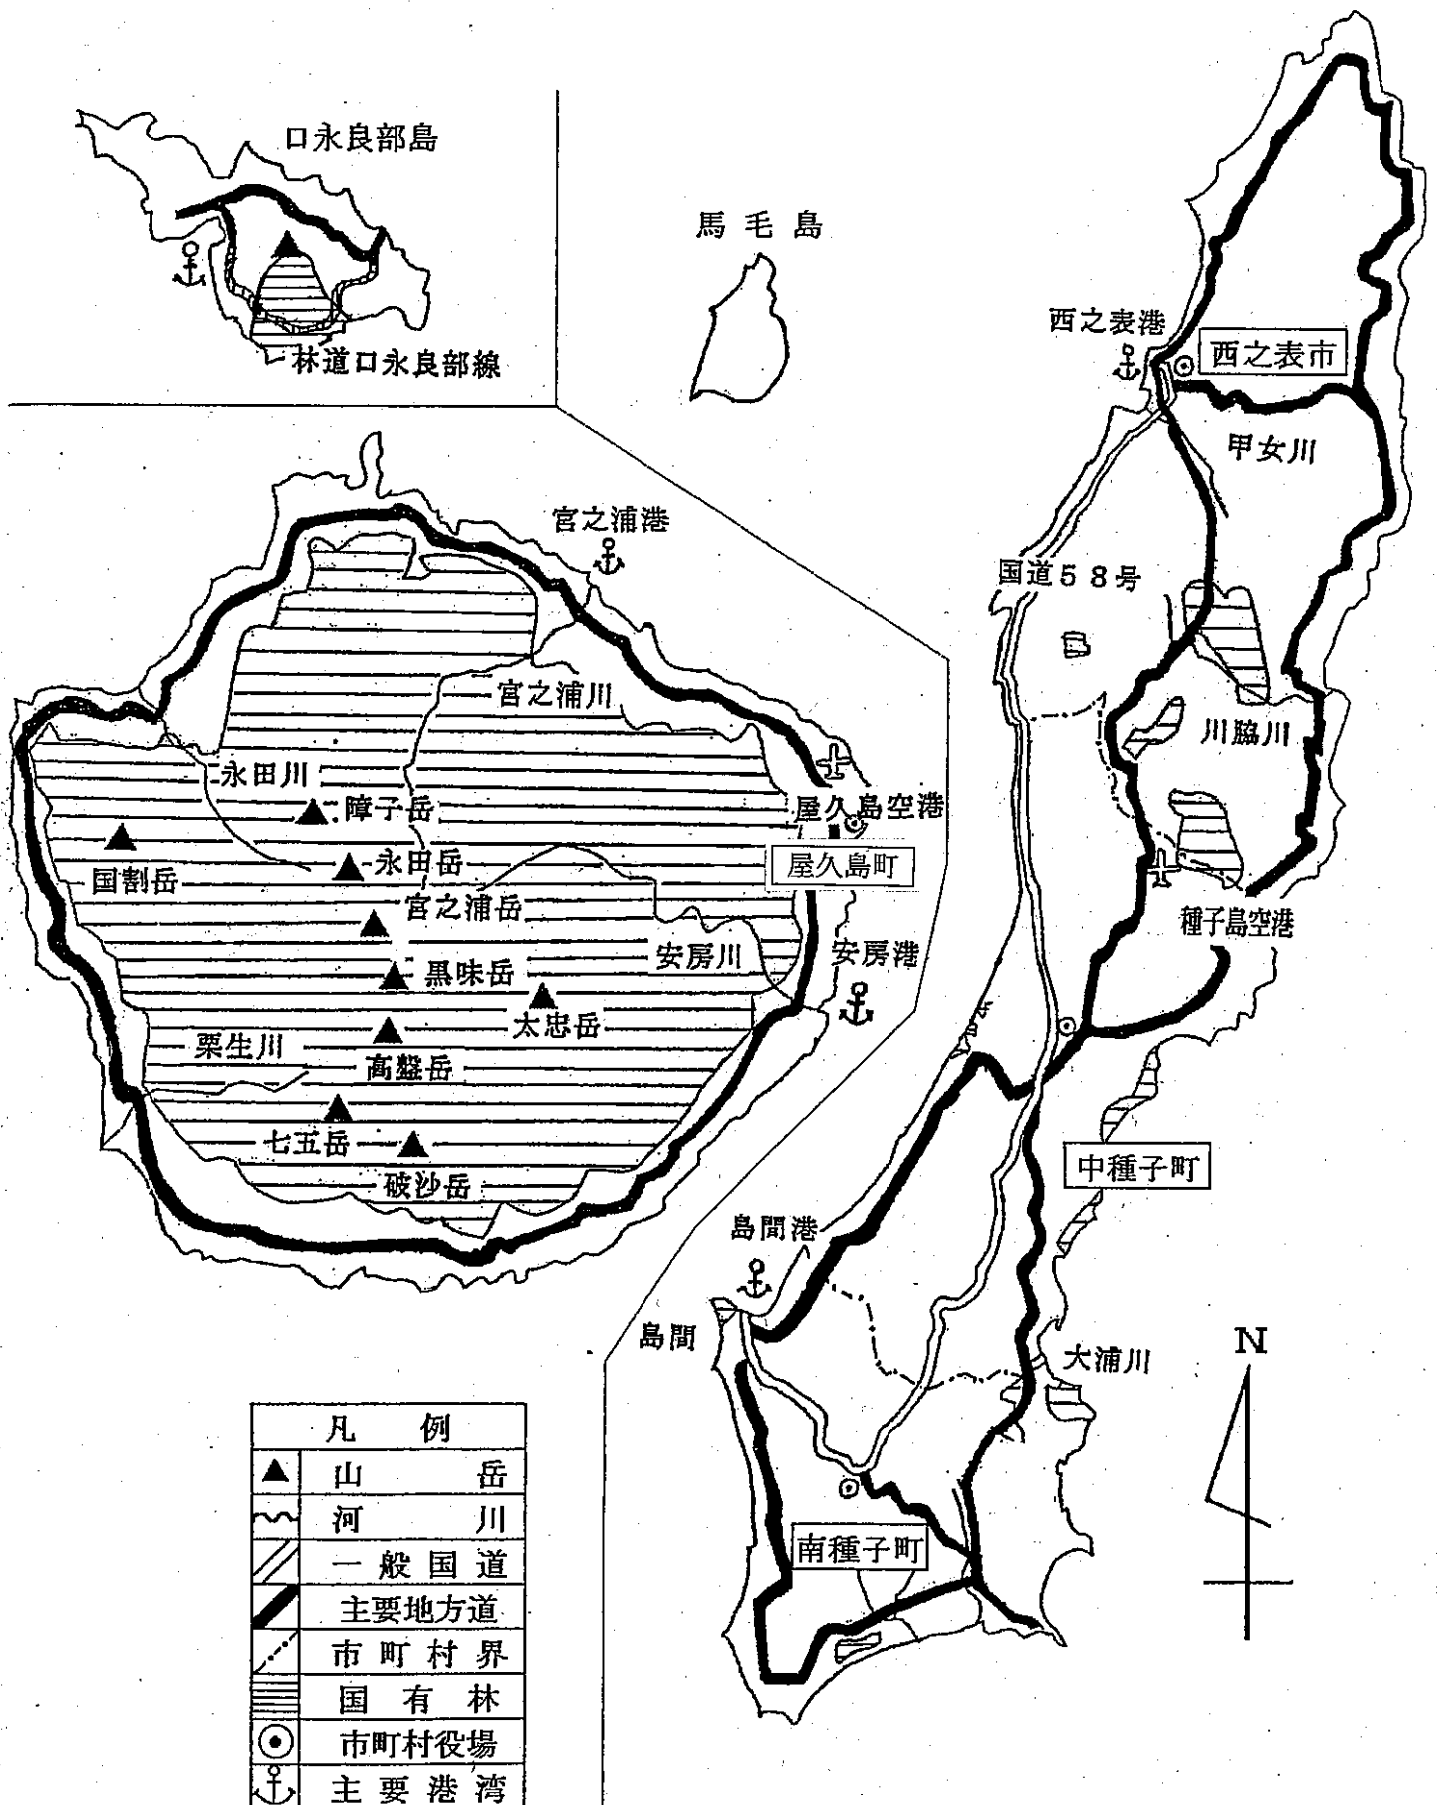 口永良部島
林道口永良部線
馬毛島
西之表港
西之表市
甲女川
国道58号
川脇川
種子島空港
中種子町
島間港
島間
大浦川
南種子町
N
宮之浦港
宮之浦川
永田川
障子岳
永田岳
国割岳
宮之浦岳
屋久島空港
屋久島町
安房川
安房港
黒味岳
太忠岳
栗生川
高盤岳
七五岳
破沙岳
凡例
山岳
河川
一般国道
主要地方道
市町村界
国有林
市町村役場
主要港湾